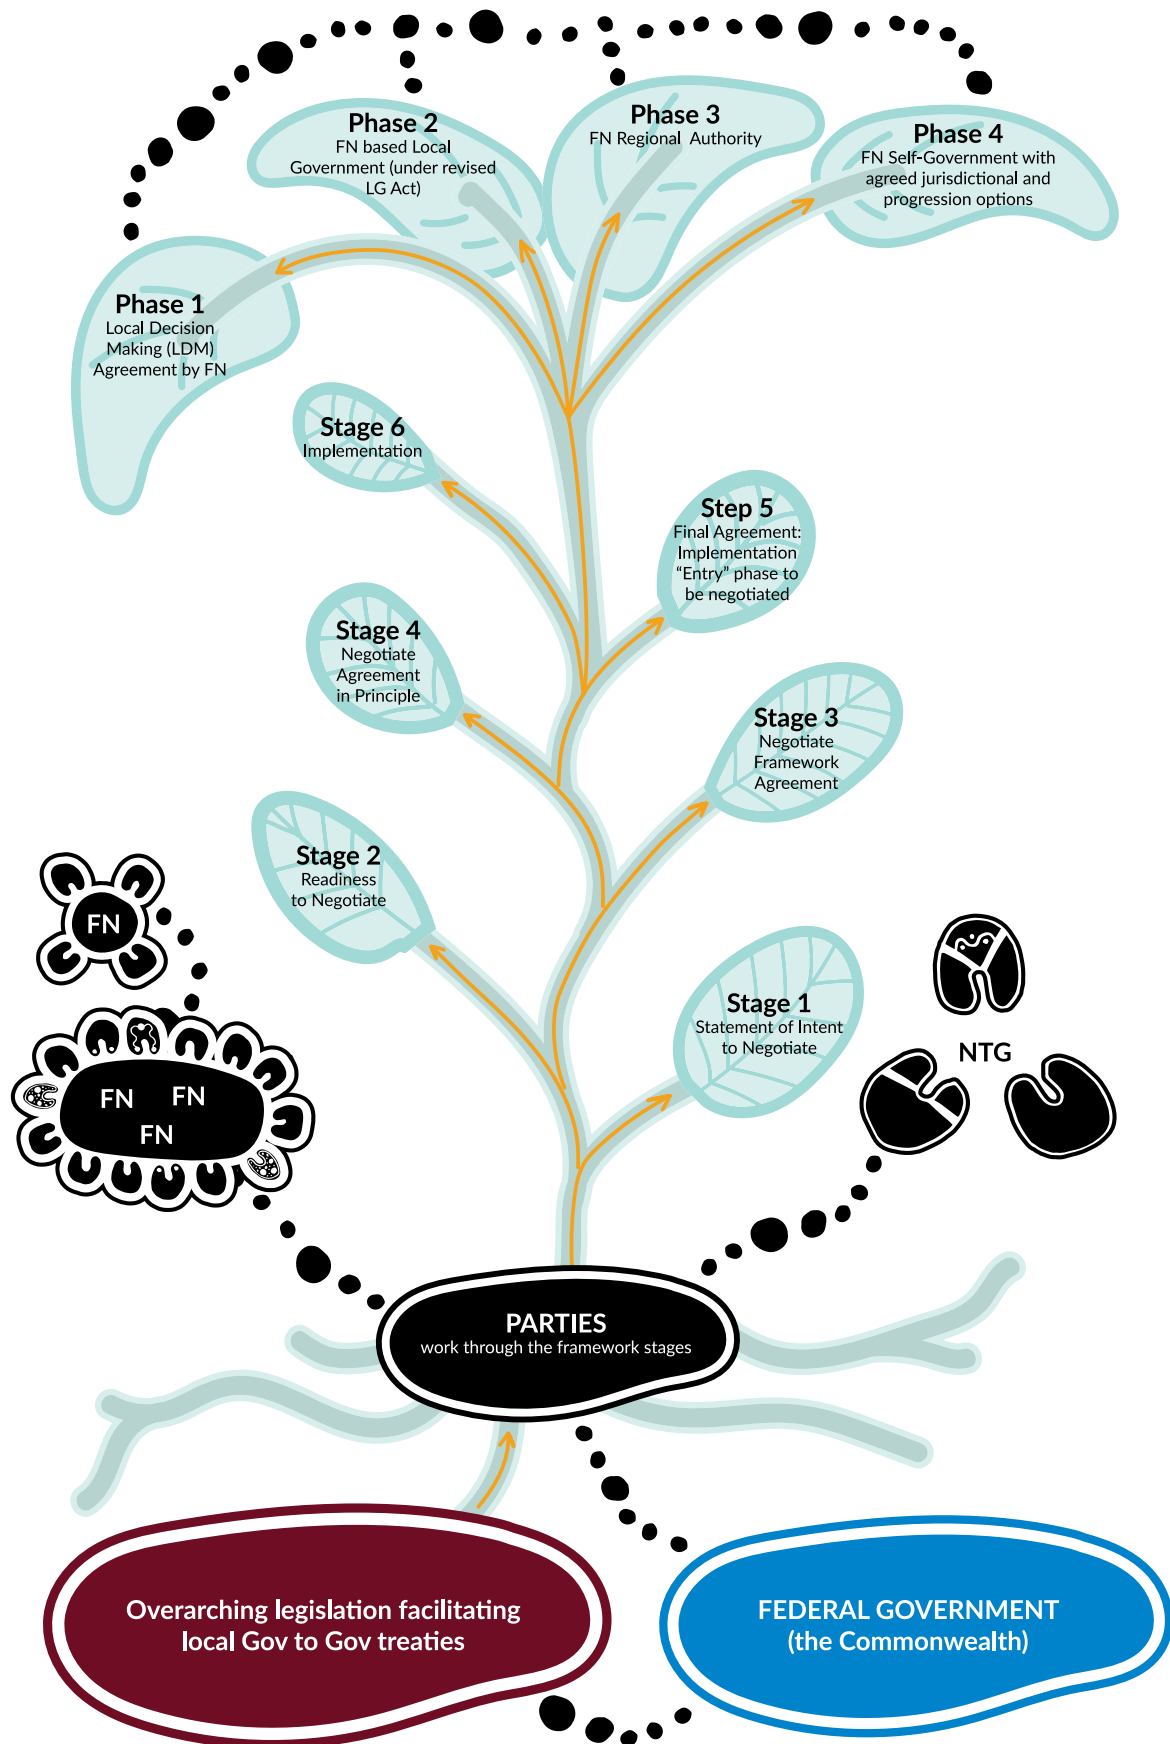 Phase 1
Local Decision
Making (LDM)
Agreement by FN
Phase 2
FN based Local
Government (under revised
LG Act)
Phase 3
FN Regional Authority
Phase 4
FN Self-Government with
agreed jurisdictional and
progression options
Stage 6
Implementation
Step 5
Final Agreement:
Implementation
“Entry” phase to
be negotiated
Stage 4
Negotiate
Agreement
in Principle
Stage 3
Negotiate
Framework
Agreement
Stage 2
Readiness
to Negotiate
Stage 1
Statement of Intent
to Negotiate
FN
FN FN
FN
NTG
PARTIES
work through the framework stages
Overarching legislation facilitating
local Gov to Gov treaties
FEDERAL GOVERNMENT
(the Commonwealth)